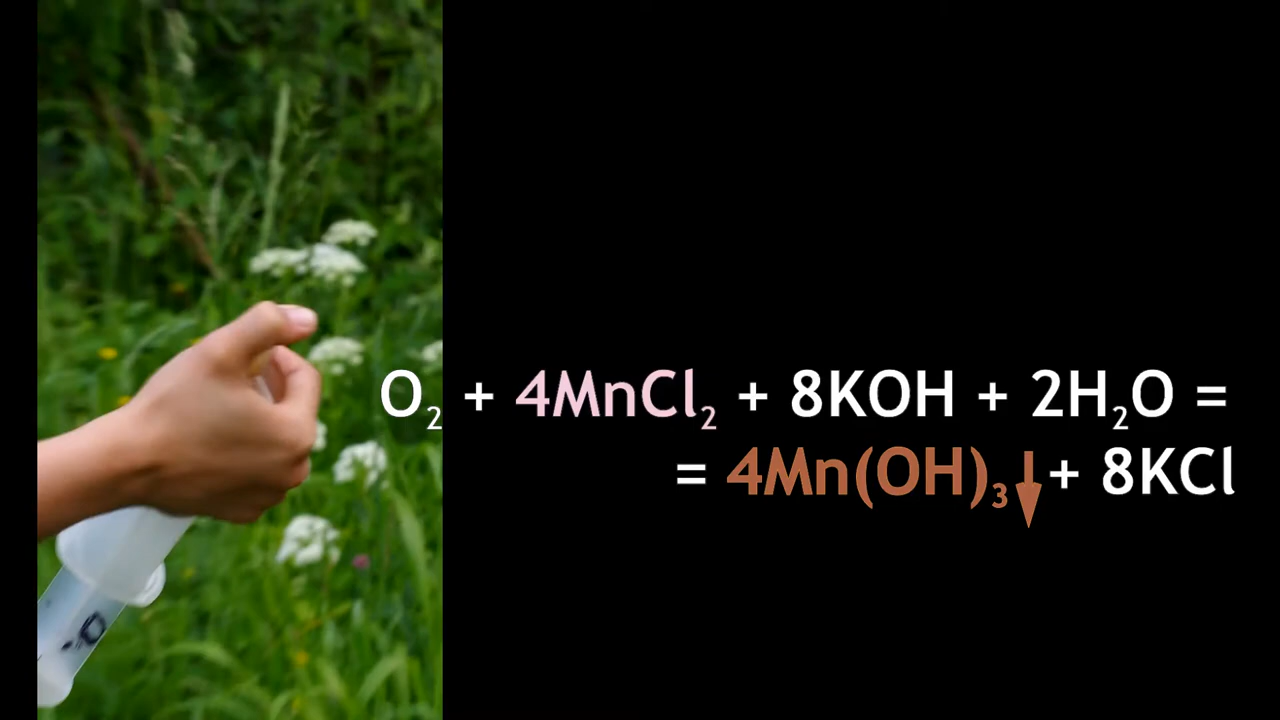 O₂ + 4MnCl₂ + 8KOH + 2H₂O =
= 4Mn(OH)₃↓ + 8KCl